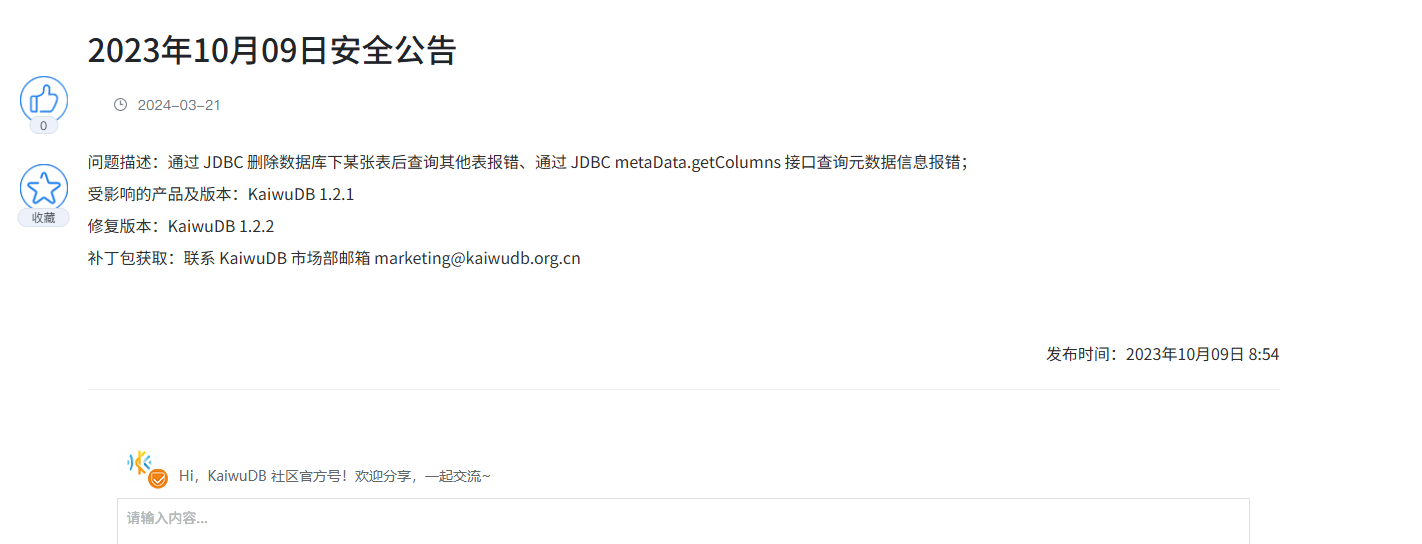 2023年10月09日安全公告
2024-03-21
0
收藏
问题描述：通过 JDBC 删除数据库下某张表后查询其他表报错、通过 JDBC metaData.getColumns 接口查询元数据信息报错；
受影响的产品及版本：KaiwuDB 1.2.1
修复版本：KaiwuDB 1.2.2
补丁包获取：联系 KaiwuDB 市场部邮箱 marketing@kaiwudb.org.cn
发布时间：2023年10月09日 8:54
Hi，KaiwuDB 社区官方号！欢迎分享，一起交流~
请输入内容...